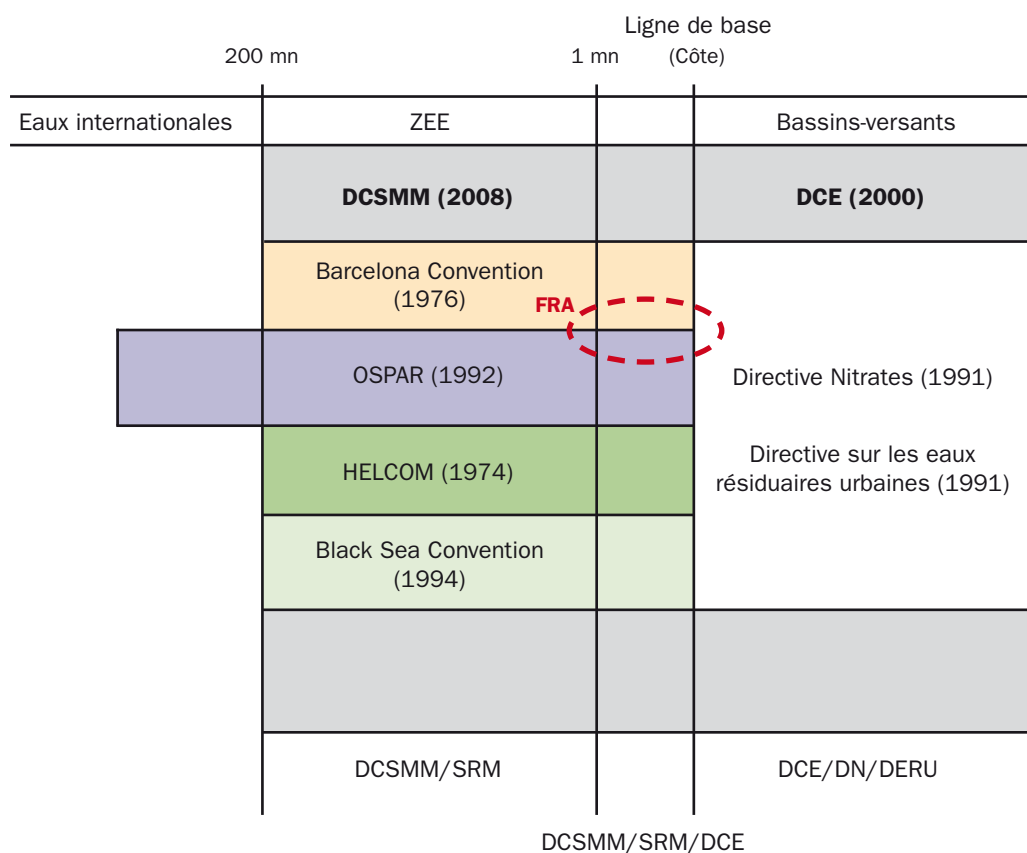 Ligne de base
200 mn
1 mn
(Côte)
Eaux internationales
ZEE
Bassins-versants
DCSMM (2008)
DCE (2000)
Barcelona Convention
(1976)
FRA
OSPAR (1992)
Directive Nitrates (1991)
HELCOM (1974)
Directive sur les eaux
résiduaires urbaines (1991)
Black Sea Convention
(1994)
DCSMM/SRM
DCE/DN/DERU
DCSMM/SRM/DCE